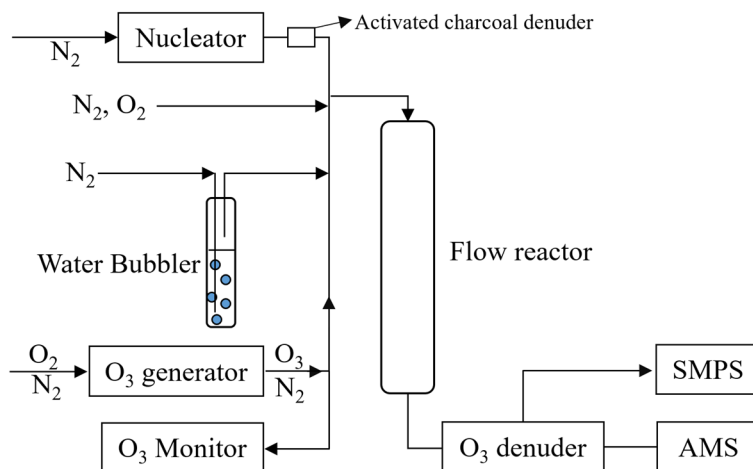 Activated charcoal denuder
Nucleator
N₂
N₂, O₂
N₂
Water Bubbler
Flow reactor
O₂
N₂
O₃ generator
O₃
N₂
SMPS
O₃ Monitor
O₃ denuder
AMS